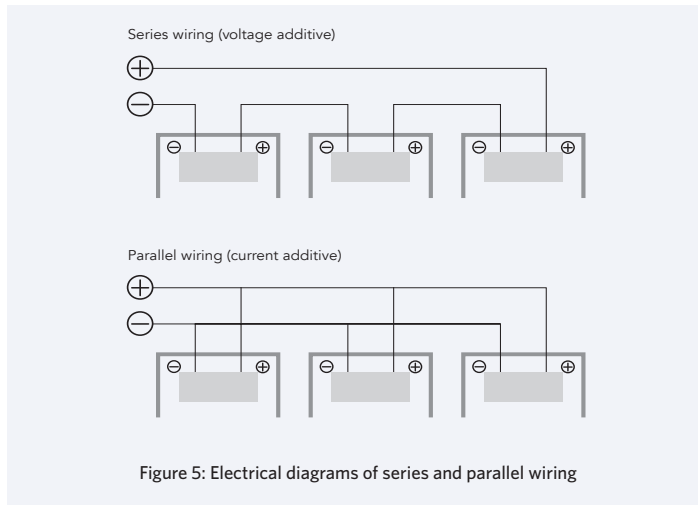 Series wiring (voltage additive)
Parallel wiring (current additive)
Figure 5: Electrical diagrams of series and parallel wiring